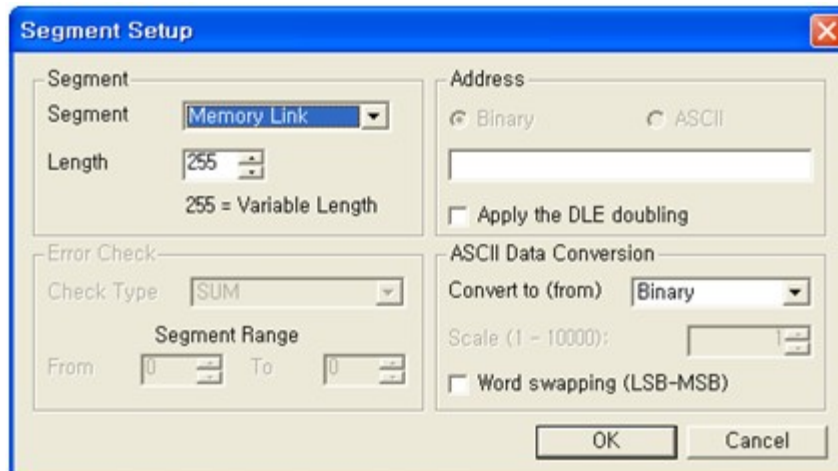 Segment Setup
Segment
Segment Memory Link
Length 255
255 = Variable Length
Address
Binary ASCII
Apply the DLE doubling
Error Check
Check Type SUM
Segment Range
From 0 To 0
ASCII Data Conversion
Convert to (from) Binary
Scale (1 - 10000): 1
Word swapping (LSB-MSB)
OK Cancel